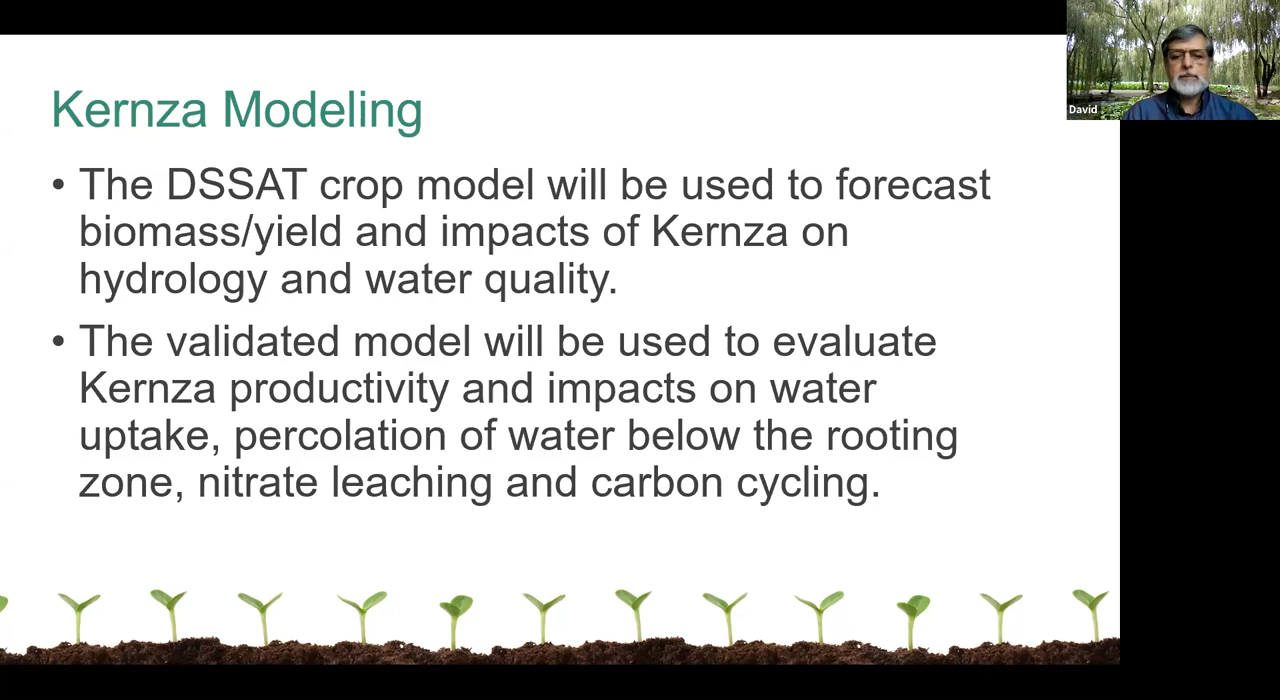 Kernza Modeling
• The DSSAT crop model will be used to forecast
biomass/yield and impacts of Kernza on
hydrology and water quality.
• The validated model will be used to evaluate
Kernza productivity and impacts on water
uptake, percolation of water below the rooting
zone, nitrate leaching and carbon cycling.
David